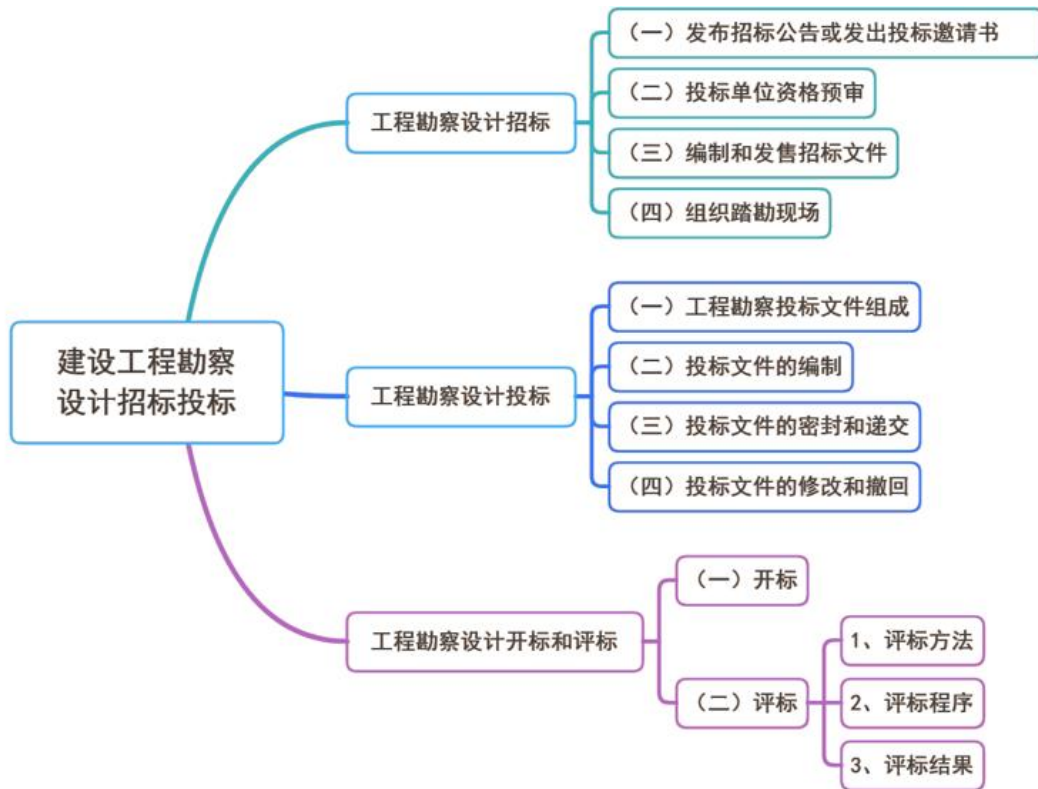 建设工程勘察
设计招标投标
工程勘察设计招标
（一）发布招标公告或发出投标邀请书
（二）投标单位资格预审
（三）编制和发售招标文件
（四）组织踏勘现场
工程勘察设计投标
（一）工程勘察投标文件组成
（二）投标文件的编制
（三）投标文件的密封和递交
（四）投标文件的修改和撤回
工程勘察设计开标和评标
（一）开标
（二）评标
1、评标方法
2、评标程序
3、评标结果